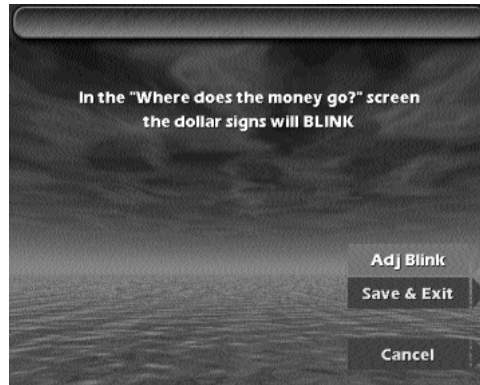 In the "Where does the money go?" screen
the dollar signs will BLINK
Adj Blink
Save & Exit
Cancel